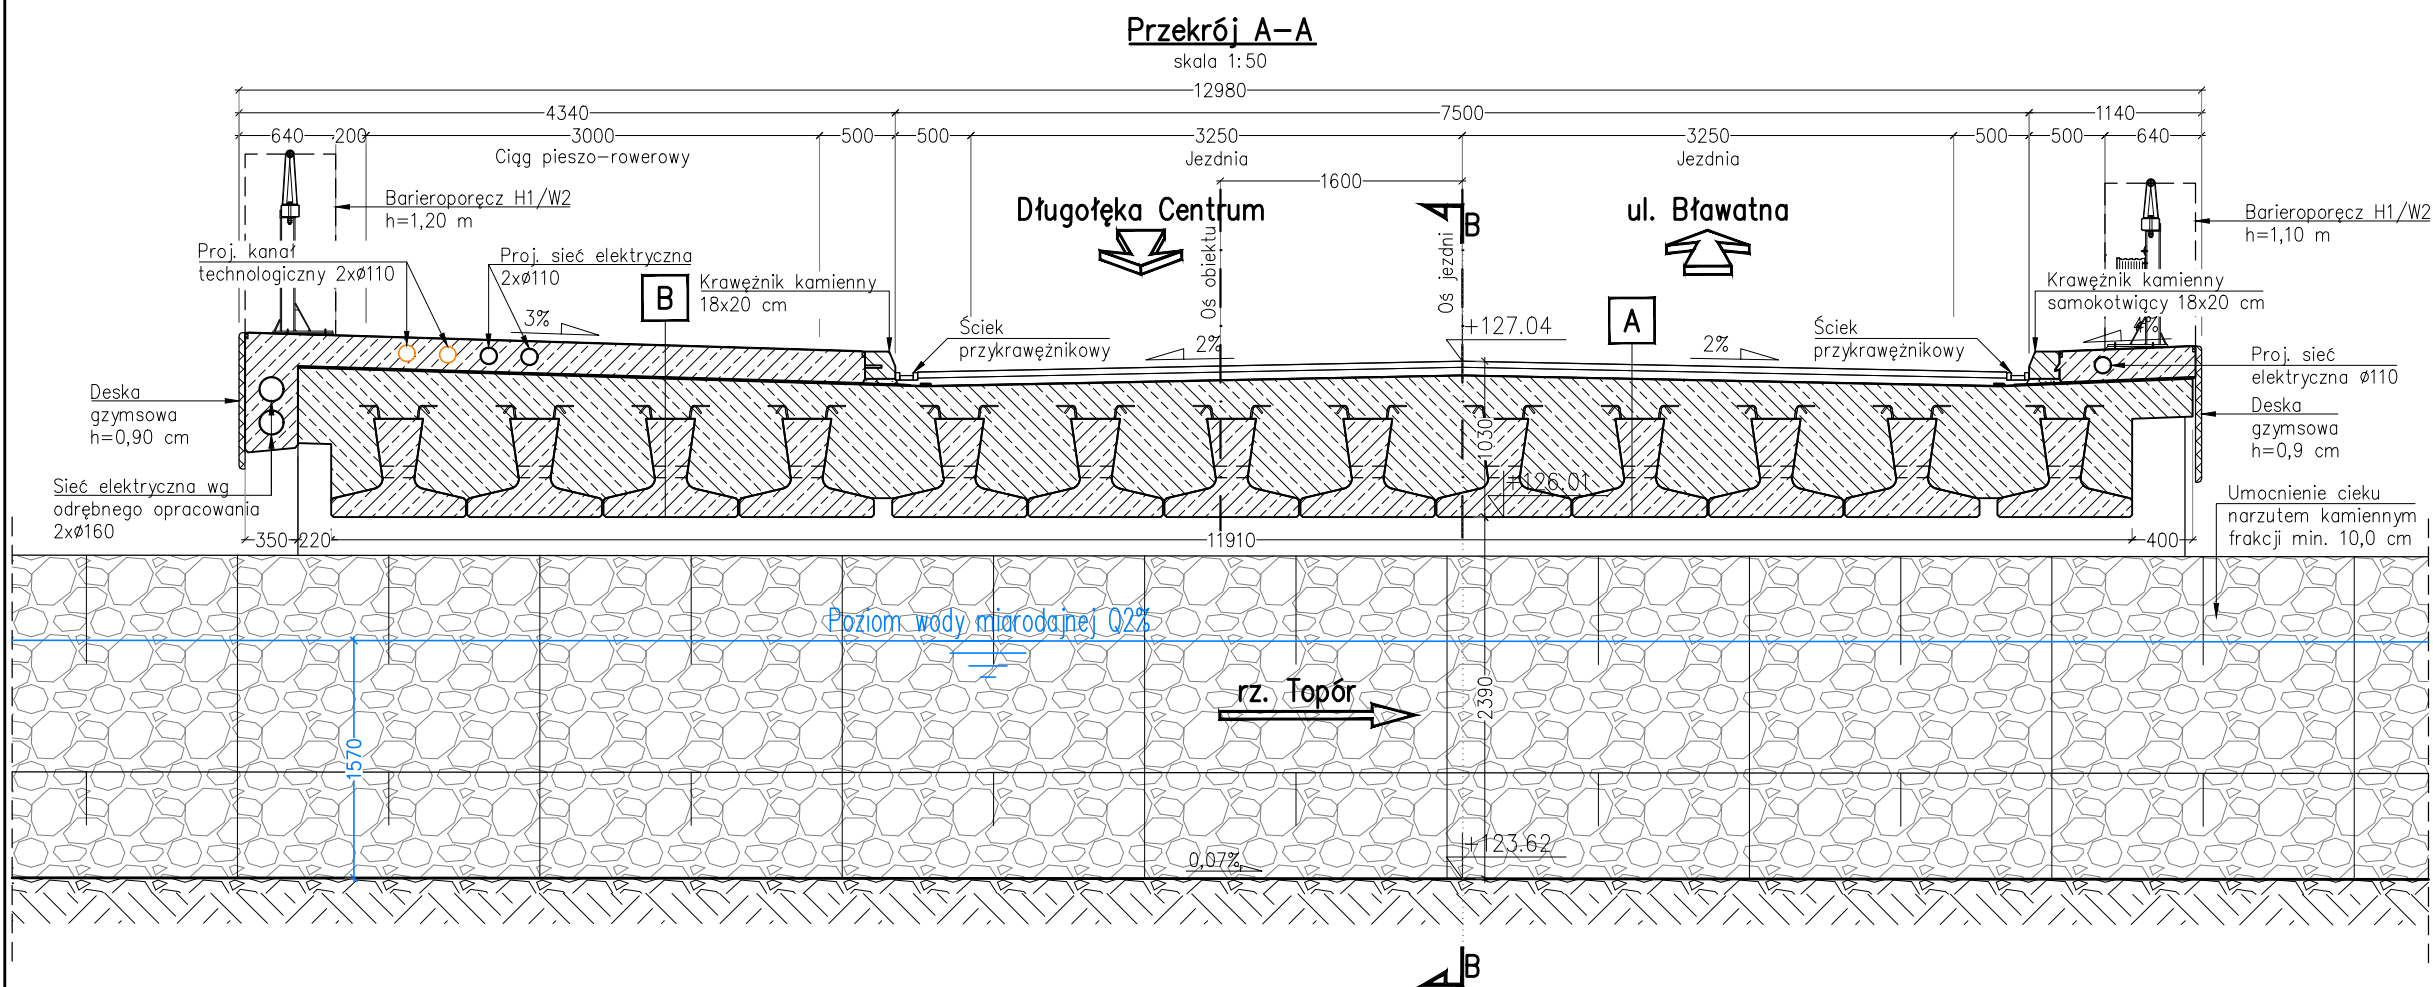 Przekrój A-A
skala 1:50
12980
4340
7500
1140
640
200
3000
500
500
3250
3250
500
500
640
Ciąg pieszo-rowerowy
Jezdnia
Jezdnia
1600
Barieroporęcz H1/W2
h=1,20 m
Długołęka Centrum
ul. Bławatna
B
Barieroporęcz H1/W2
h=1,10 m
Proj. kanał
technologiczny 2xø110
Proj. sieć elektryczna
2xø110
B
Krawężnik kamienny
18x20 cm
Oś obiektu
Oś jezdni
Krawężnik kamienny
samokotwiący 18x20 cm
3%
Ściek
przykrawężnikowy
2%
+127.04
A
2%
Ściek
przykrawężnikowy
4%
Proj. sieć
elektryczna ø110
Deska
gzymsowa
h=0,90 cm
Deska
gzymsowa
h=0,9 cm
1030
+126.01
Sieć elektryczna wg
odrębnego opracowania
2xø160
Umocnienie cieku
narzutem kamiennym
frakcji min. 10,0 cm
350
220
11910
400
Poziom wody miarodajnej Q2%
rz. Topór
2390
1570
0,07%
+123.62
B